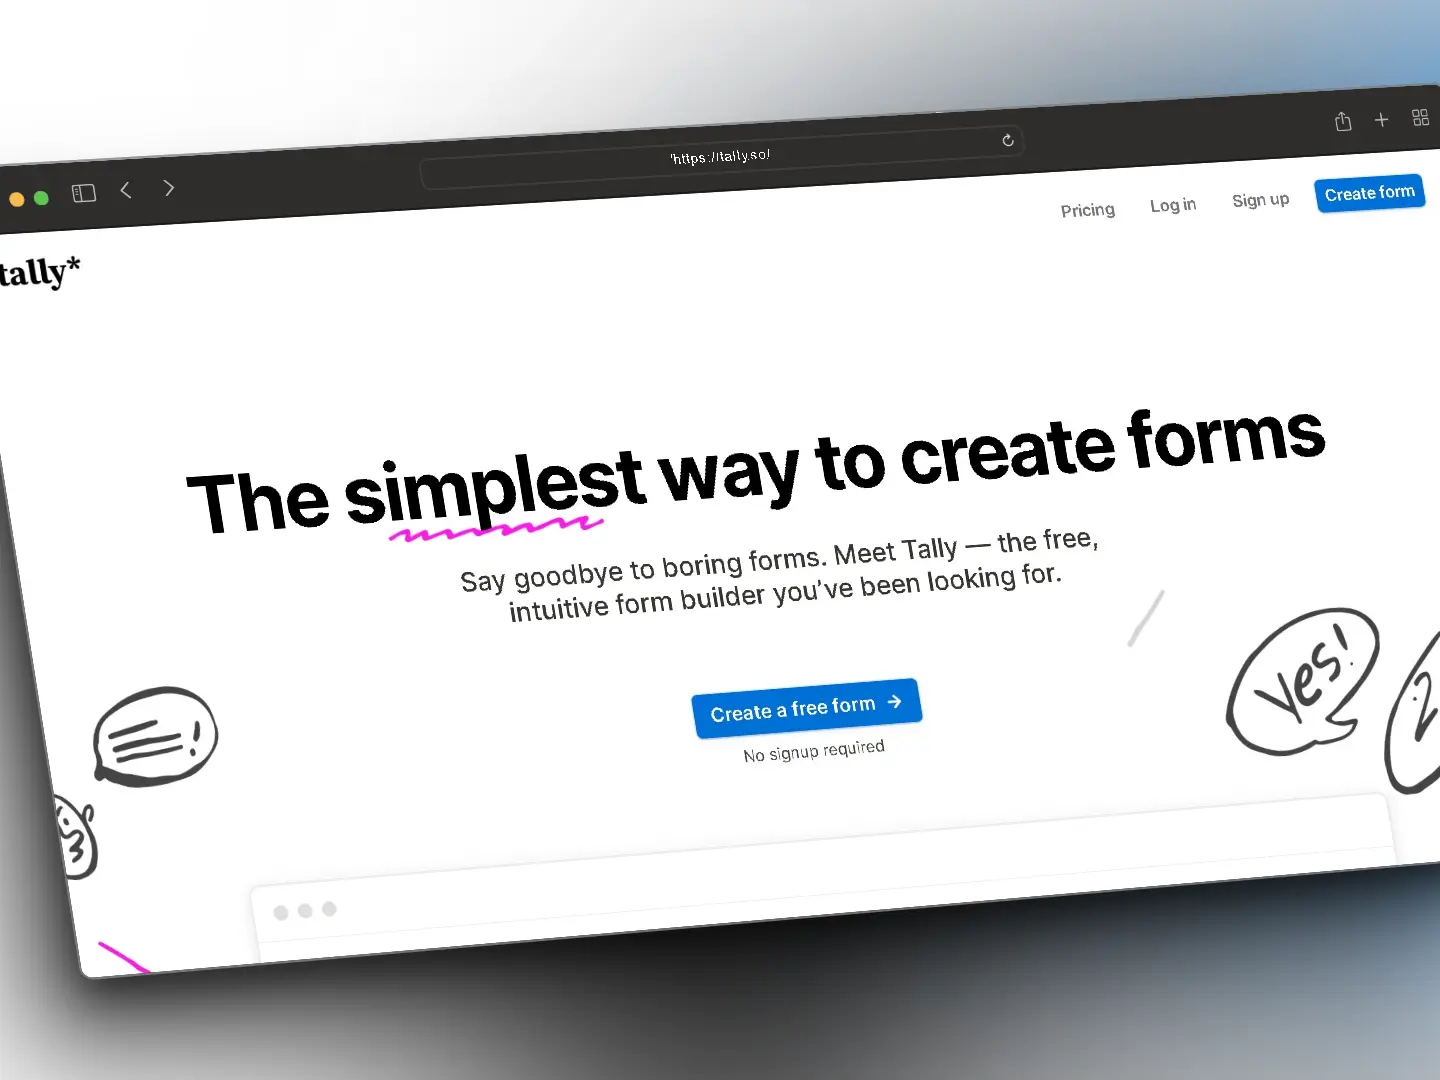 'https://tally.so/
Pricing Log in Sign up Create form
tally*
The simplest way to create forms
Say goodbye to boring forms. Meet Tally — the free,
intuitive form builder you've been looking for.
Create a free form →
No signup required
Yes!